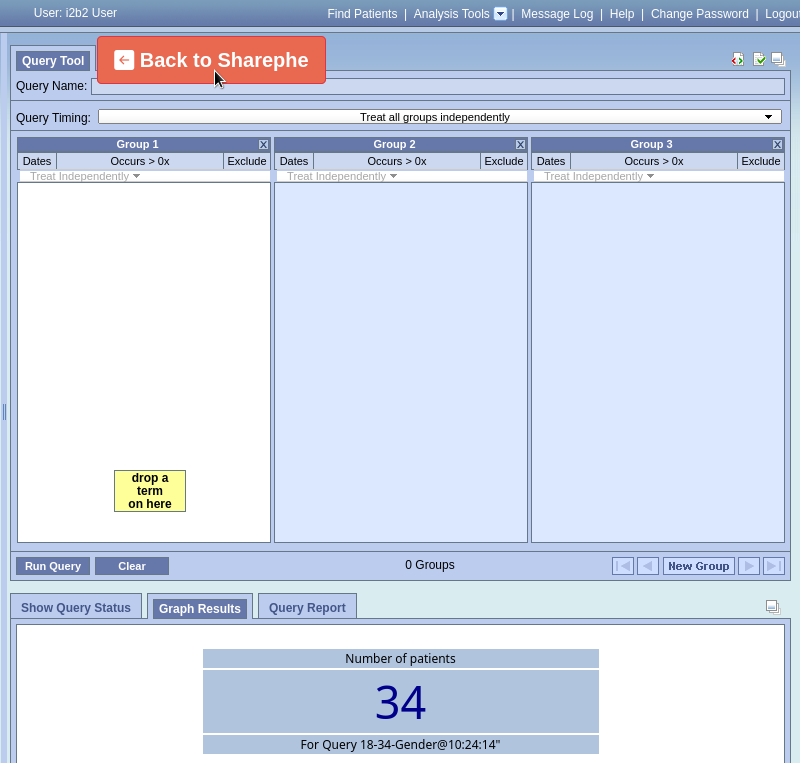 User: i2b2 User
Find Patients | Analysis Tools | Message Log | Help | Change Password | Logout
Query Tool
Back to Sharephe
Query Name:
Query Timing: Treat all groups independently
Group 1 X Group 2 X Group 3 X
Dates Occurs > 0x Exclude Dates Occurs > 0x Exclude Dates Occurs > 0x Exclude
Treat Independently Treat Independently Treat Independently
drop a
term
on here
Run Query Clear 0 Groups New Group
Show Query Status Graph Results Query Report
Number of patients
34
For Query 18-34-Gender@10:24:14"